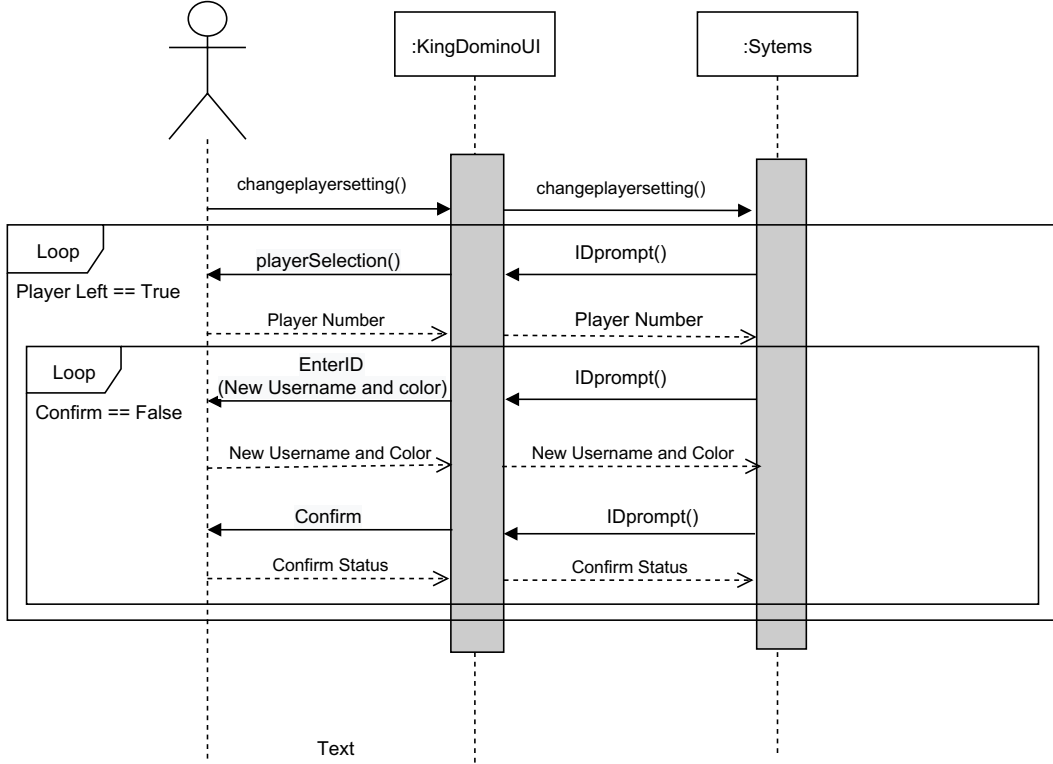 :KingDominoUI
:Sytems
changeplayersetting()
changeplayersetting()
Loop
playerSelection()
IDprompt()
Player Left == True
Player Number
Player Number
Loop
EnterID
(New Username and color)
IDprompt()
Confirm == False
New Username and Color
New Username and Color
Confirm
IDprompt()
Confirm Status
Confirm Status
Text